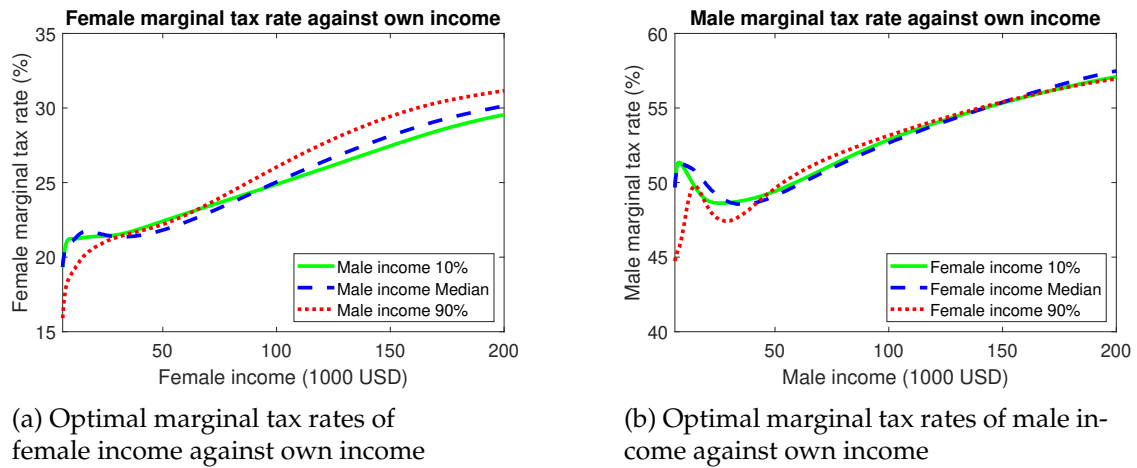 Female marginal tax rate against own income
35
30
25
20
15
Female marginal tax rate (%)
Male income 10%
Male income Median
Male income 90%
50
100
150
200
Female income (1000 USD)
(a) Optimal marginal tax rates of
female income against own income
Male marginal tax rate against own income
60
55
50
45
40
Male marginal tax rate (%)
Female income 10%
Female income Median
Female income 90%
50
100
150
200
Male income (1000 USD)
(b) Optimal marginal tax rates of male in-
come against own income